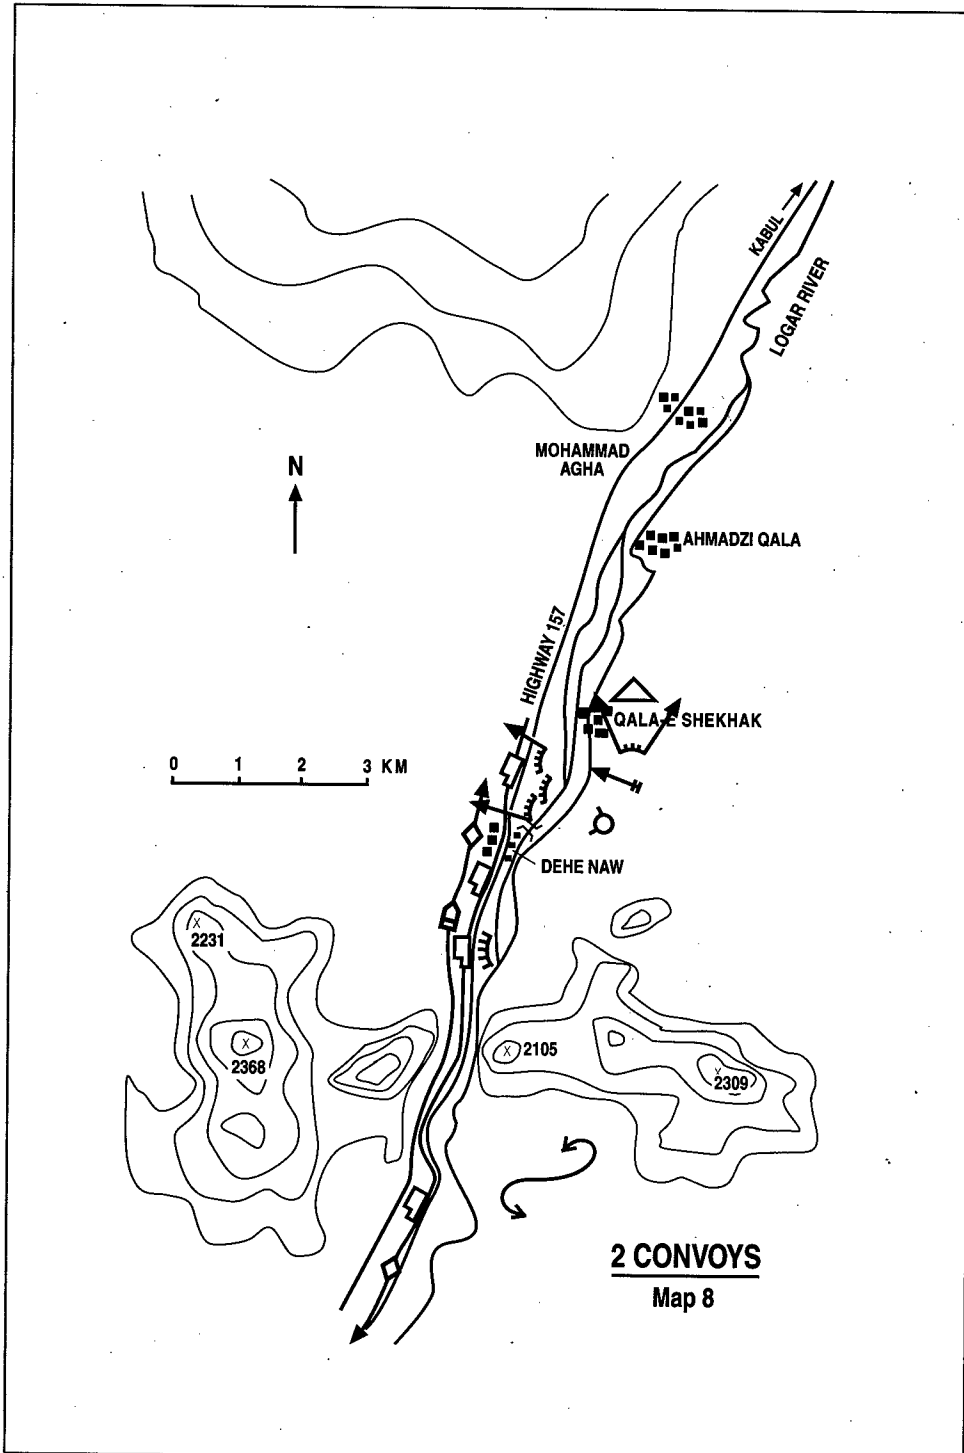 KABUL
LOGAR RIVER
MOHAMMAD
AGHA
N
AHMADZI QALA
HIGHWAY 157
QALA-E SHEKHAK
0 1 2 3 KM
DEHE NAW
X
2231
X
2368
X 2105
X
2309
2 CONVOYS
Map 8